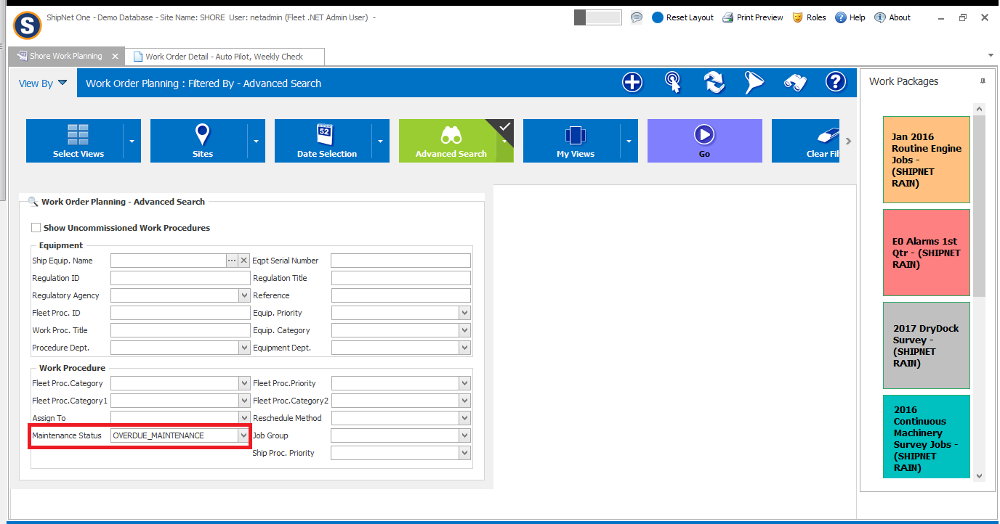 S
ShipNet One - Demo Database - Site Name: SHORE User: netadmin (Fleet .NET Admin User) -
Reset Layout
Print Preview
Roles
Help
About
Shore Work Planning
Work Order Detail - Auto Pilot, Weekly Check
View By
Work Order Planning : Filtered By - Advanced Search
?
Select Views
Sites
52
Date Selection
Advanced Search
My Views
Go
Clear Fil
Work Order Planning - Advanced Search
Show Uncommissioned Work Procedures
Equipment
Ship Equip. Name
Eqpt Serial Number
Regulation ID
Regulation Title
Regulatory Agency
Reference
Fleet Proc. ID
Equip. Priority
Work Proc. Title
Equip. Category
Procedure Dept.
Equipment Dept.
Work Procedure
Fleet Proc.Category
Fleet Proc.Priority
Fleet Proc.Category1
Fleet Proc.Category2
Assign To
Reschedule Method
Maintenance Status OVERDUE_MAINTENANCE
Job Group
Ship Proc. Priority
Work Packages
Jan 2016
Routine Engine
Jobs -
(SHIPNET
RAIN)
E0 Alarms 1st
Qtr - (SHIPNET
RAIN)
2017 DryDock
Survey -
(SHIPNET
RAIN)
2016
Continuous
Machinery
Survey Jobs -
(SHIPNET
RAIN)